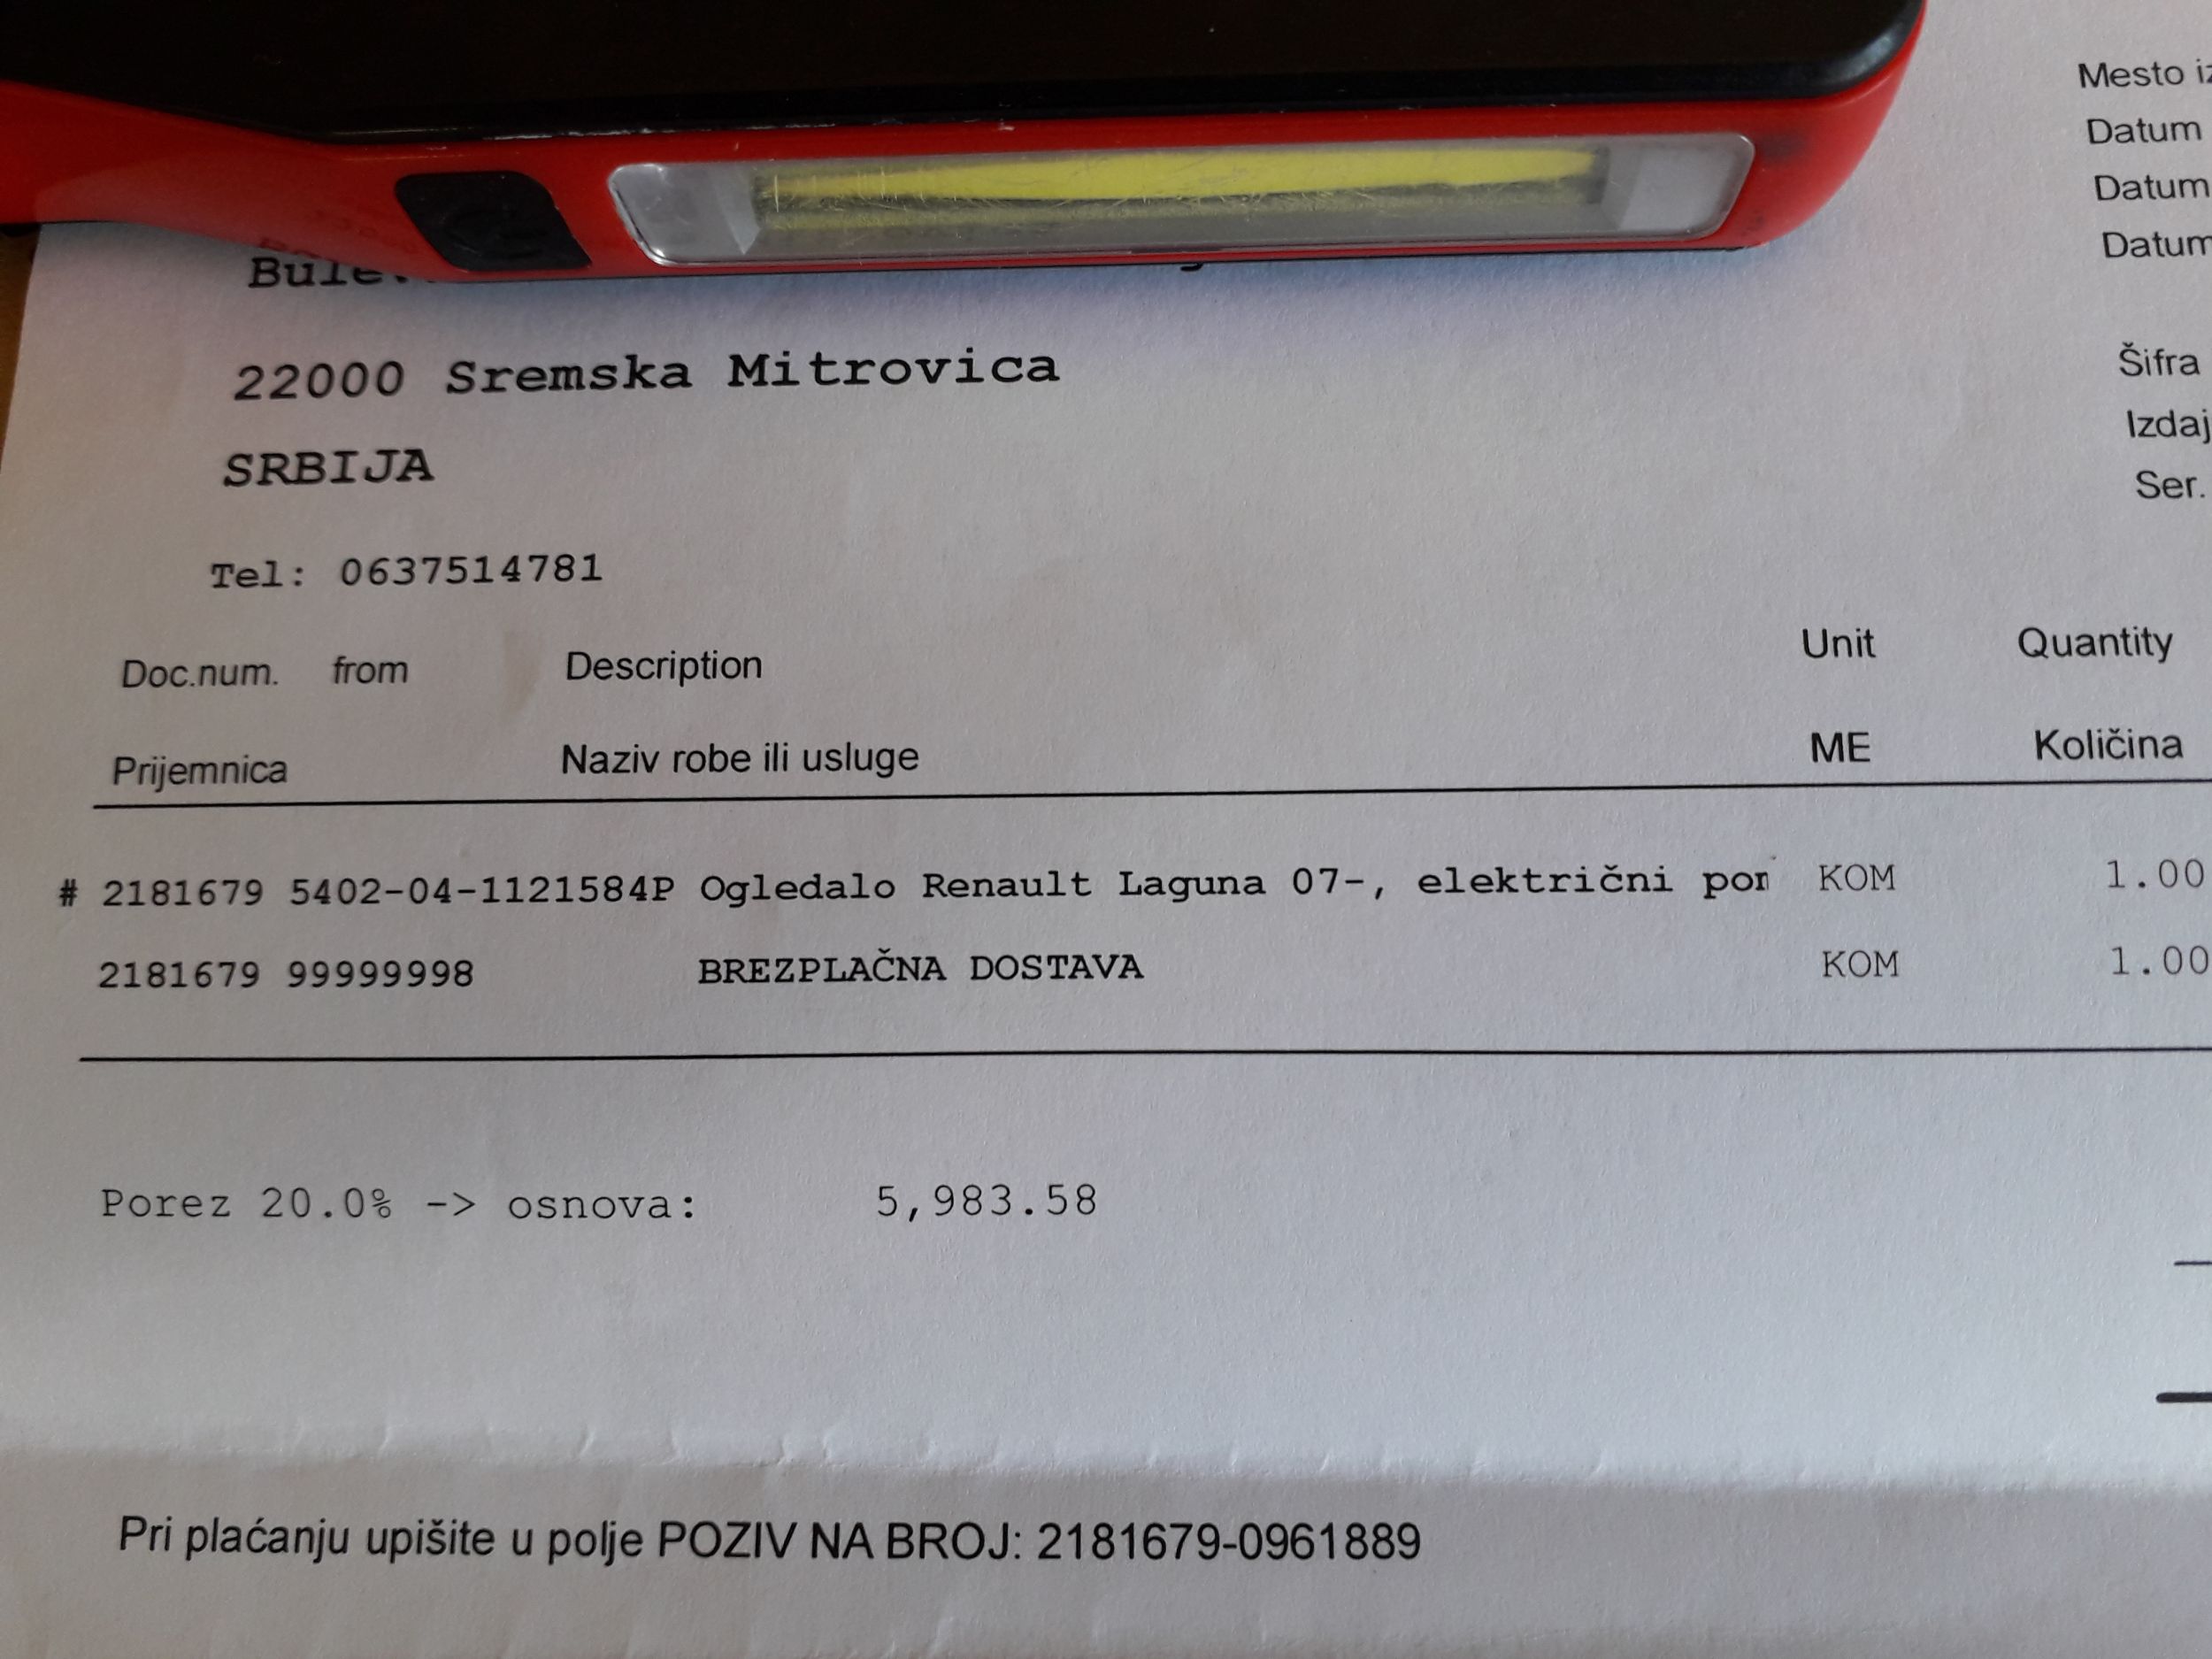 Mesto
Datum
Datum
Datum
22000 Sremska Mitrovica
SRBIJA
Šifra
Ser.
Tel: 0637514781
Doc.num. from Description Unit Quantity
Prijemnica Naziv robe ili usluge ME Količina
# 2181679 5402-04-1121584P Ogledalo Renault Laguna 07-, električni KOM 1.00
2181679 99999998 BREZPLAČNA DOSTAVA KOM 1.00
Porez 20.0% -> osnova: 5,983.58
Pri plaćanju upišite u polje POZIV NA BROJ: 2181679-0961889